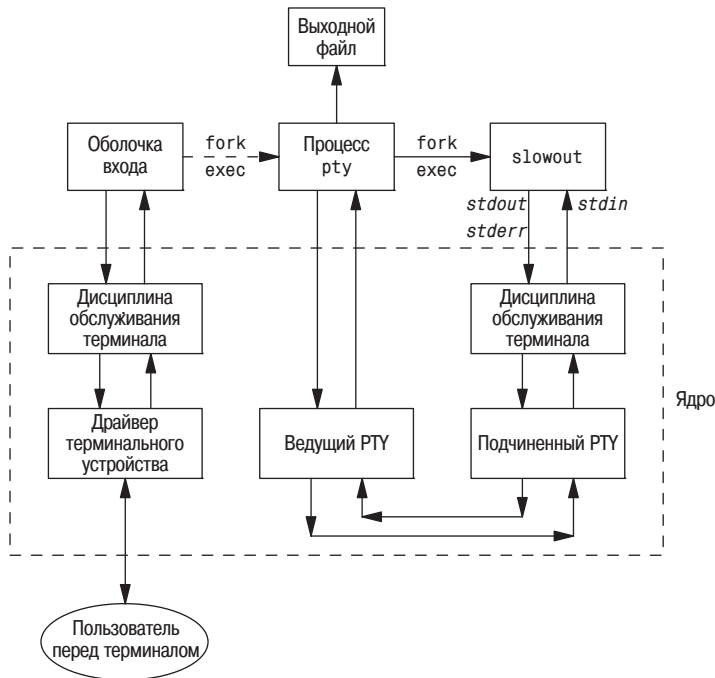 Выходной
файл
Оболочка
входа
fork
exec
Процесс
pty
fork
exec
slowout
stdout
stderr
stdin
Дисциплина
обслуживания
терминала
Дисциплина
обслуживания
терминала
Ядро
Драйвер
терминального
устройства
Ведущий PTY
Подчиненный PTY
Пользователь
перед терминалом